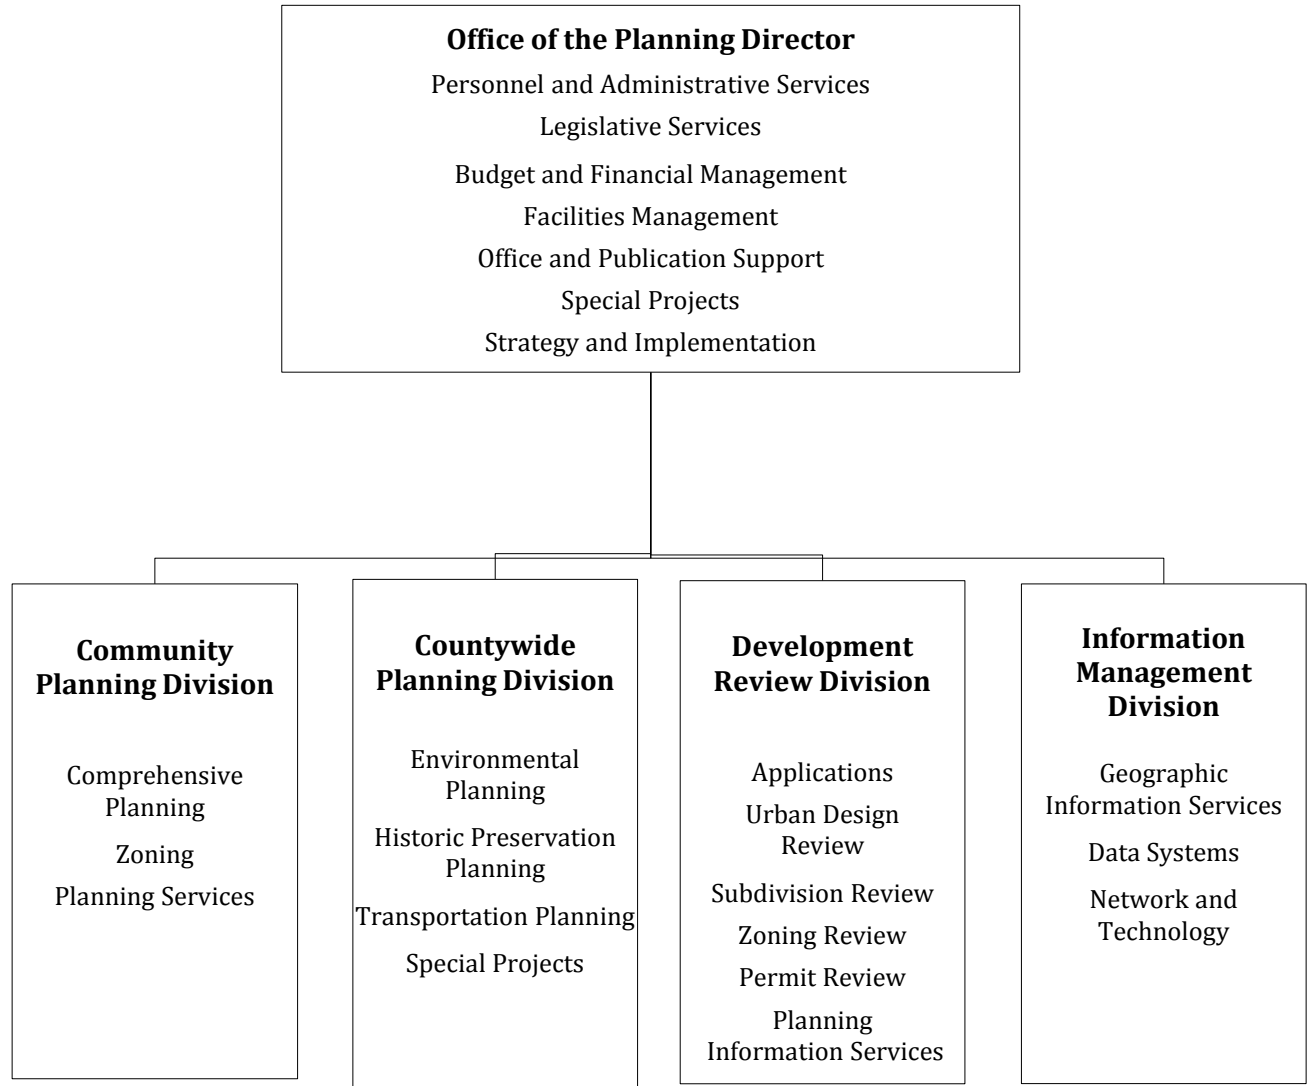 Office of the Planning Director
Personnel and Administrative Services
Legislative Services
Budget and Financial Management
Facilities Management
Office and Publication Support
Special Projects
Strategy and Implementation
Community
Planning Division
Comprehensive
Planning
Zoning
Planning Services
Countywide
Planning Division
Environmental
Planning
Historic Preservation
Planning
Transportation Planning
Special Projects
Development
Review Division
Applications
Urban Design
Review
Subdivision Review
Zoning Review
Permit Review
Planning
Information Services
Information
Management
Division
Geographic
Information Services
Data Systems
Network and
Technology